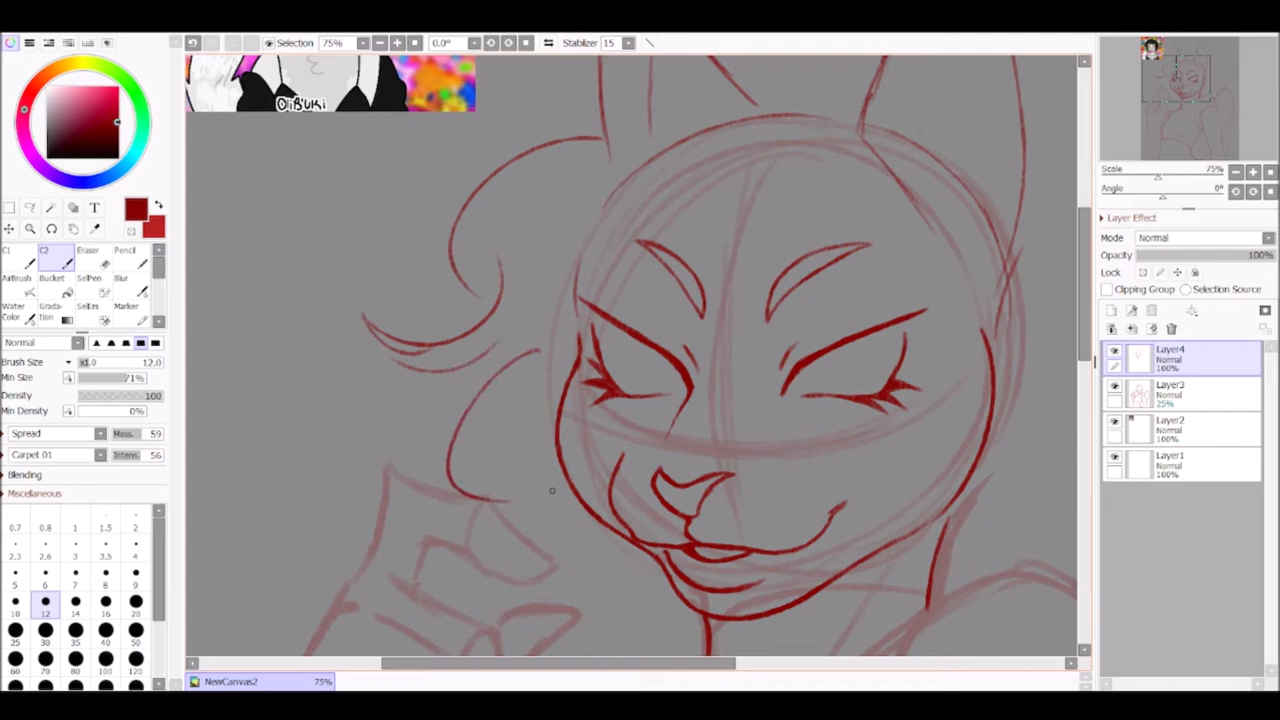 Selection 75% 0.0° Stabilizer 15
OliBuki
T
C1 C2 Eraser Pencil
AirBrush Bucket SelPen Blur
Water Color Grada- tion SelErs Marker
Normal
Brush Size x1.0 12.0
Min Size 71%
Density 100
Min Density 0%
Spread Mess. 59
Carpet 01 Intens. 56
Blending
Miscellaneous
0.7 0.8 1 1.5 2
2.3 2.6 3 3.5 4
5 6 7 8 9
10 12 14 16 20
25 30 35 40 50
60 70 80 100 120
NewCanvas2 75%
Scale 75%
Angle 0°
Layer Effect
Mode Normal
Opacity 100%
Lock
Clipping Group Selection Source
Layer4
Normal
100%
Layer3
Normal
25%
Layer2
Normal
100%
Layer1
Normal
100%